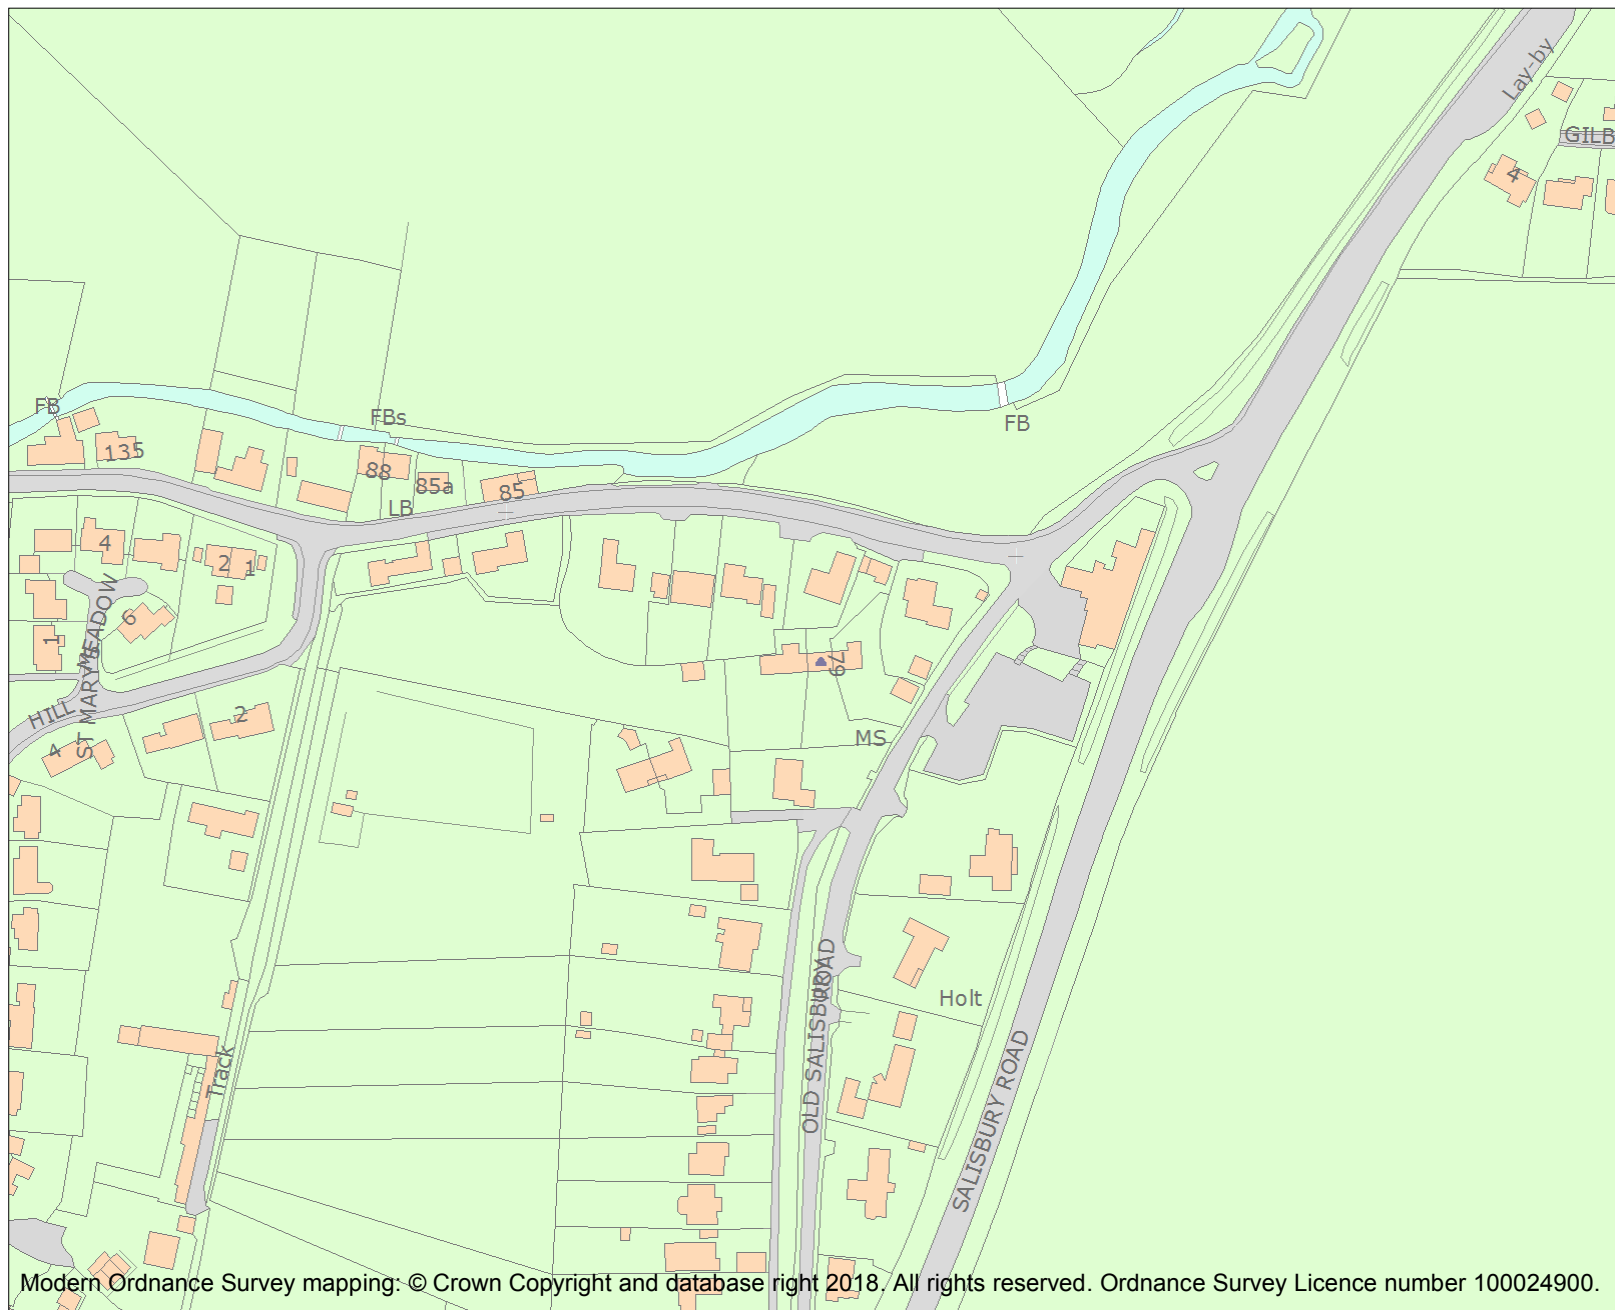 Lay-by
GILB
4
FB
FBs
FB
135
88
85a
85
LB
4
2
1
ST MARY MEADOW
6
1
5
79
HILL
2
4
MS
OLD SALISBURY
ROAD
Holt
Track
SALISBURY ROAD
Modern Ordnance Survey mapping: © Crown Copyright and database right 2018. All rights reserved. Ordnance Survey Licence number 100024900.